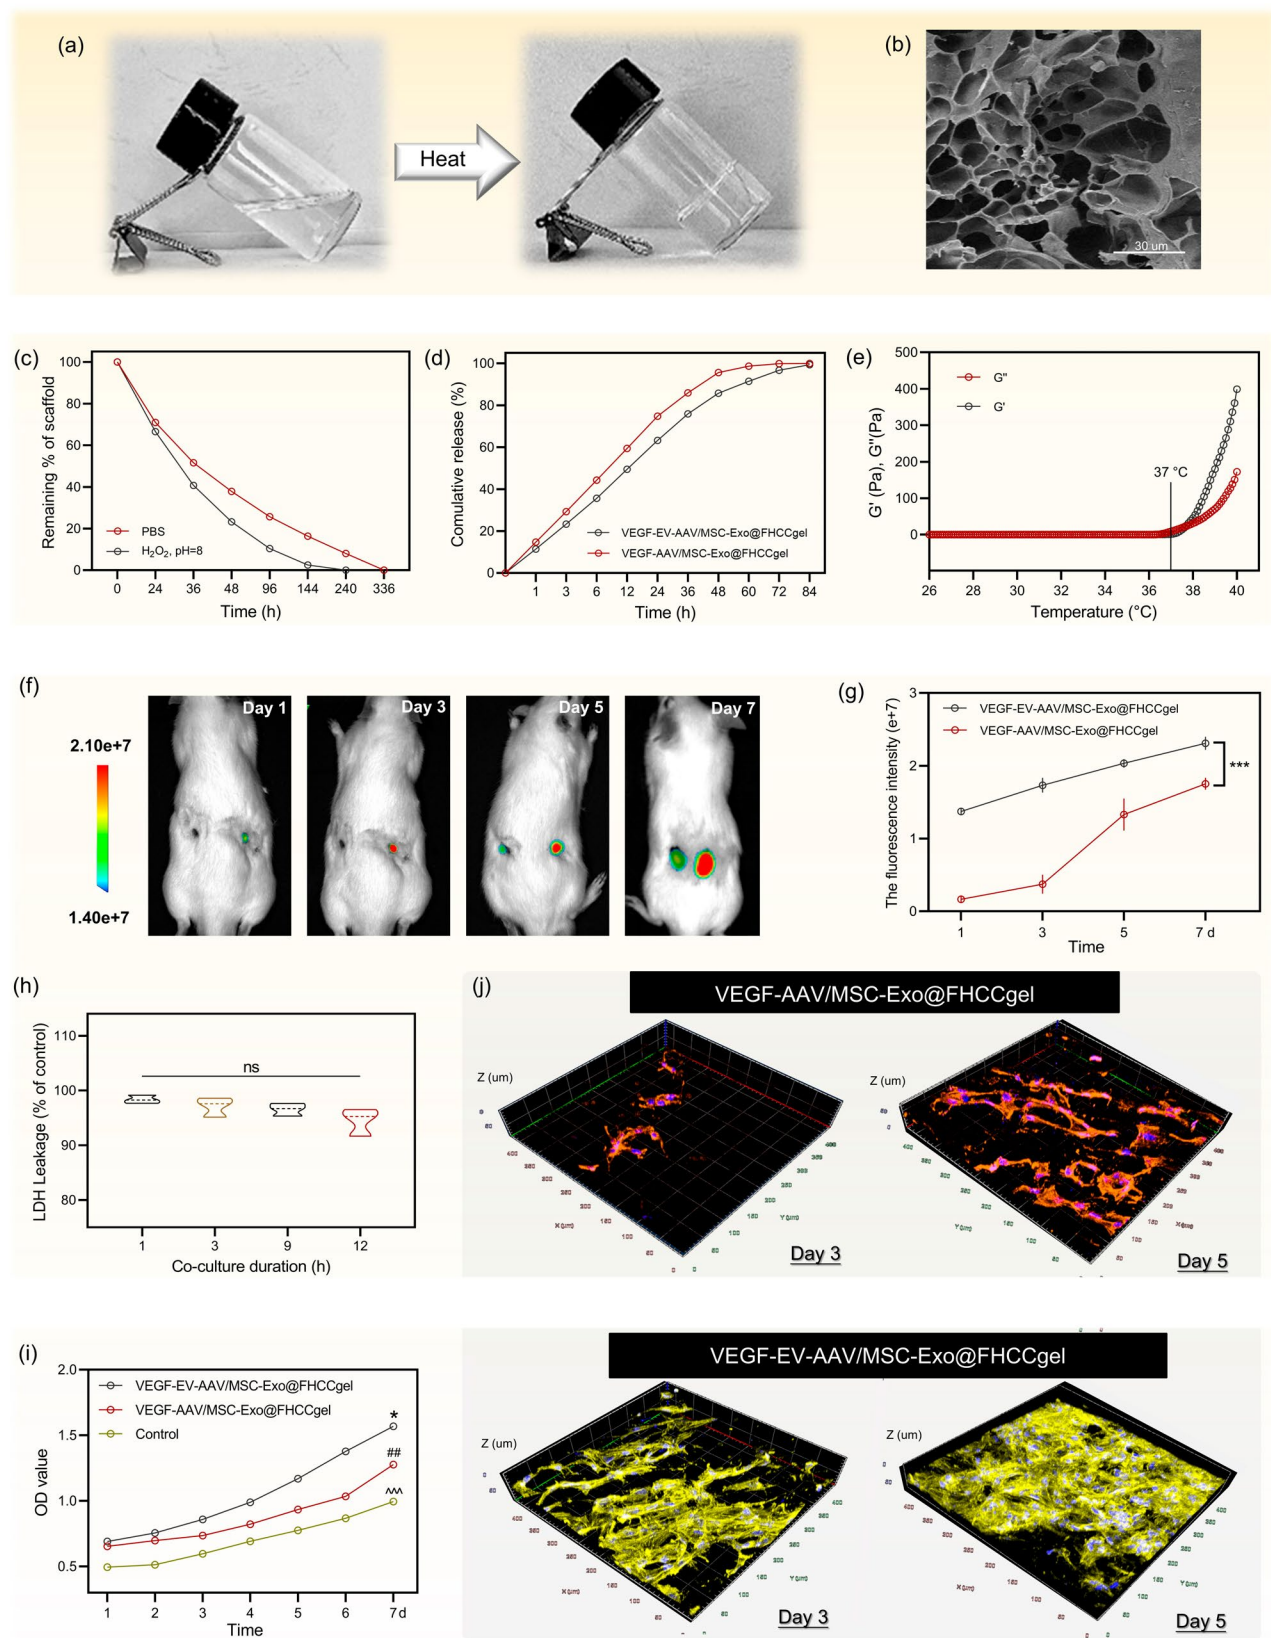 (a)
Heat
(b)
30 um
(c)
Remaining % of scaffold
100
80
60
40
20
0
PBS
H₂O₂, pH=8
0 24 36 48 96 144 240 336
Time (h)
(d)
Comulative release (%)
100
80
60
40
20
0
VEGF-EV-AAV/MSC-Exo@FHCCgel
VEGF-AAV/MSC-Exo@FHCCgel
1 3 6 12 24 36 48 60 72 84
Time (h)
(e)
G' (Pa), G''(Pa)
500
400
300
200
100
0
G''
G'
37 °C
26 28 30 32 34 36 38 40
Temperature (°C)
(f)
2.10e+7
1.40e+7
Day 1
Day 3
Day 5
Day 7
(g)
The fluorescence intensity (e+7)
3
2
1
0
VEGF-EV-AAV/MSC-Exo@FHCCgel
VEGF-AAV/MSC-Exo@FHCCgel
***
1 3 5 7 d
Time
(h)
LDH Leakage (% of control)
110
100
90
80
ns
1 3 9 12
Co-culture duration (h)
(j)
VEGF-AAV/MSC-Exo@FHCCgel
Z (um)
Day 3
Z (um)
Day 5
(i)
OD value
2.0
1.5
1.0
0.5
VEGF-EV-AAV/MSC-Exo@FHCCgel
VEGF-AAV/MSC-Exo@FHCCgel
Control
*
##
^^^
1 2 3 4 5 6 7d
Time
VEGF-EV-AAV/MSC-Exo@FHCCgel
Z (um)
Day 3
Z (um)
Day 5